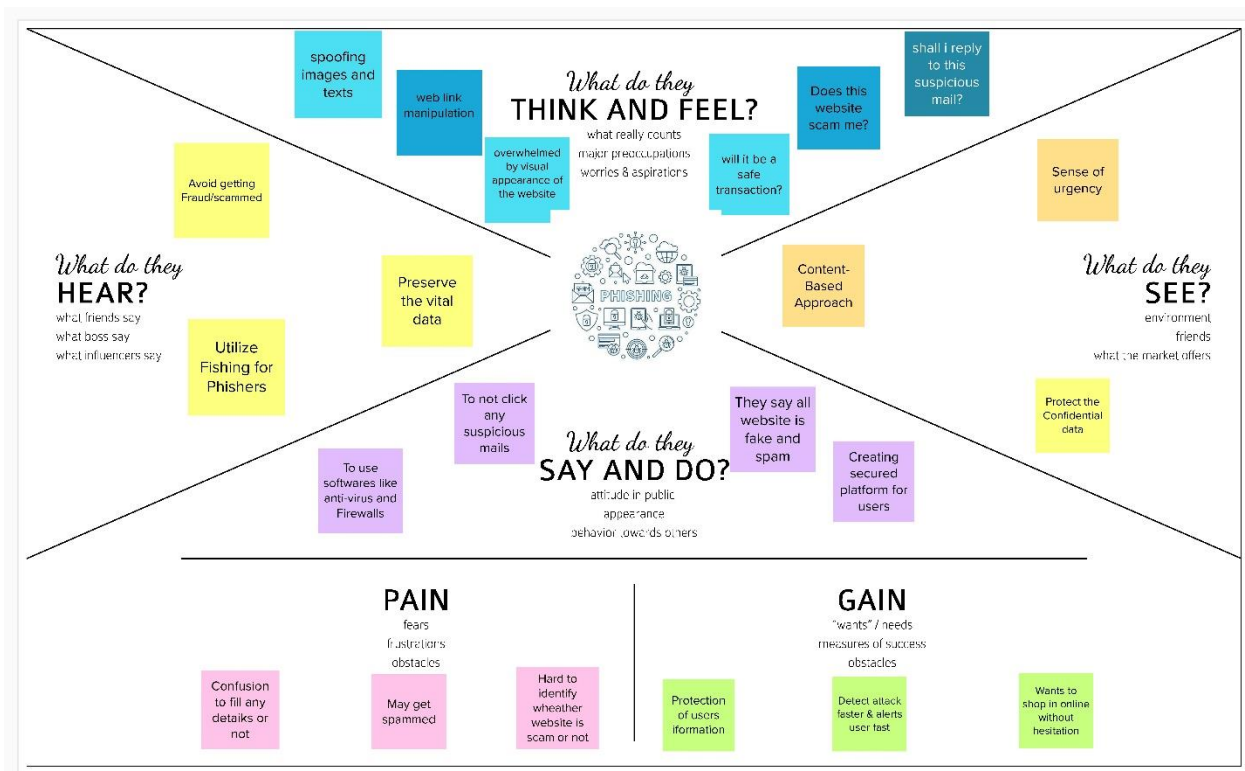 spoofing
images and
texts
web link
manipulation
overwhelmed
by visual
appearance of
the website
What do they
THINK AND FEEL?
what really counts
major preoccupations
worries & aspirations
will it be a
safe
transaction?
Does this
website
scam me?
shall i reply
to this
suspicious
mail?
Avoid getting
Fraud/scammed
What do they
HEAR?
what friends say
what boss say
what influencers say
Preserve
the vital
data
Utilize
Fishing for
Phishers
PHISHING
Sense of
urgency
Content-
Based
Approach
What do they
SEE?
environment
friends
what the market offers
Protect the
Confidential
data
To use
softwares like
anti-virus and
Firewalls
To not click
any
suspicious
mails
What do they
SAY AND DO?
attitude in public
appearance
behavior towards others
They say all
website is
fake and
spam
Creating
secured
platform for
users
PAIN
fears
frustrations
obstacles
Confusion
to fill any
detaiks or
not
May get
spammed
Hard to
identify
wheather
website is
scam or not
GAIN
"wants" / needs
measures of success
obstacles
Protection
of users
iformation
Detect attack
faster & alerts
user fast
Wants to
shop in online
without
hesitation